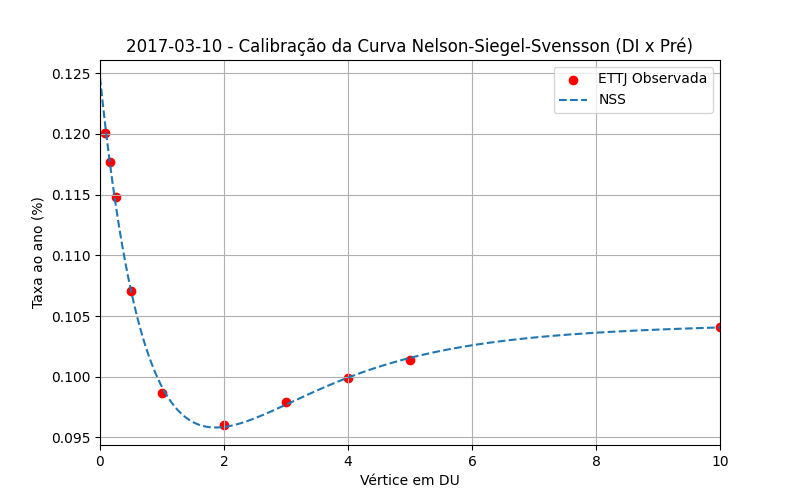 2017-03-10 - Calibração da Curva Nelson-Siegel-Svensson (DI x Pré)
ETTJ Observada
NSS
Taxa ao ano (%)
0.125
0.120
0.115
0.110
0.105
0.100
0.095
0 2 4 6 8 10
Vértice em DU